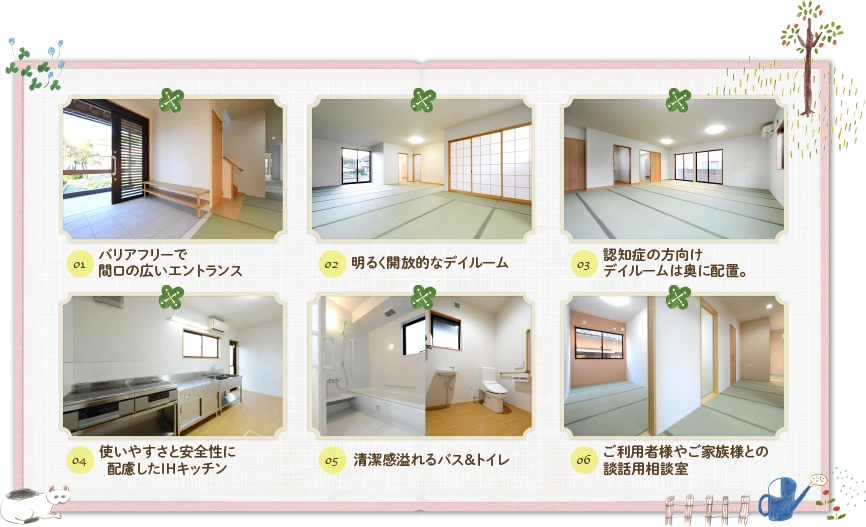 01 バリアフリーで
間口の広いエントランス
02 明るく開放的なデイルーム
03 認知症の方向け
デイルームは奥に配置。
04 使いやすさと安全性に
配慮したIHキッチン
05 清潔感溢れるバス&トイレ
06 ご利用者様やご家族様との
談話用相談室